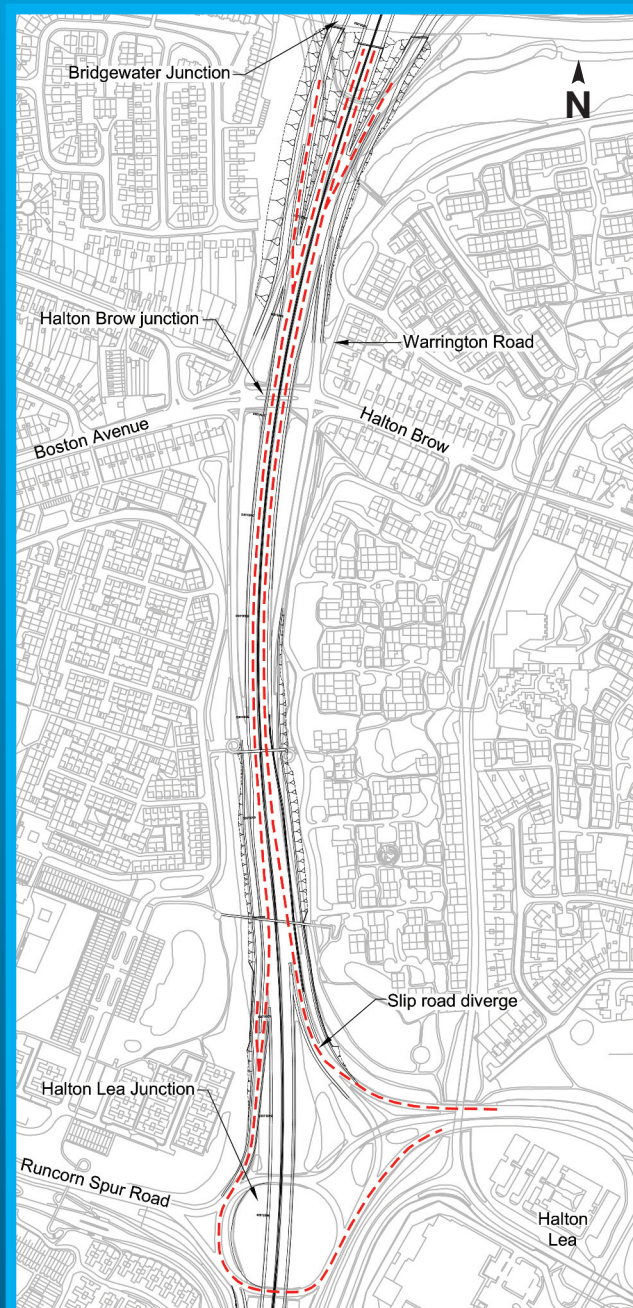 Bridgewater Junction
N
Halton Brow junction
Warrington Road
Boston Avenue
Halton Brow
Slip road diverge
Halton Lea Junction
Runcorn Spur Road
Halton
Lea